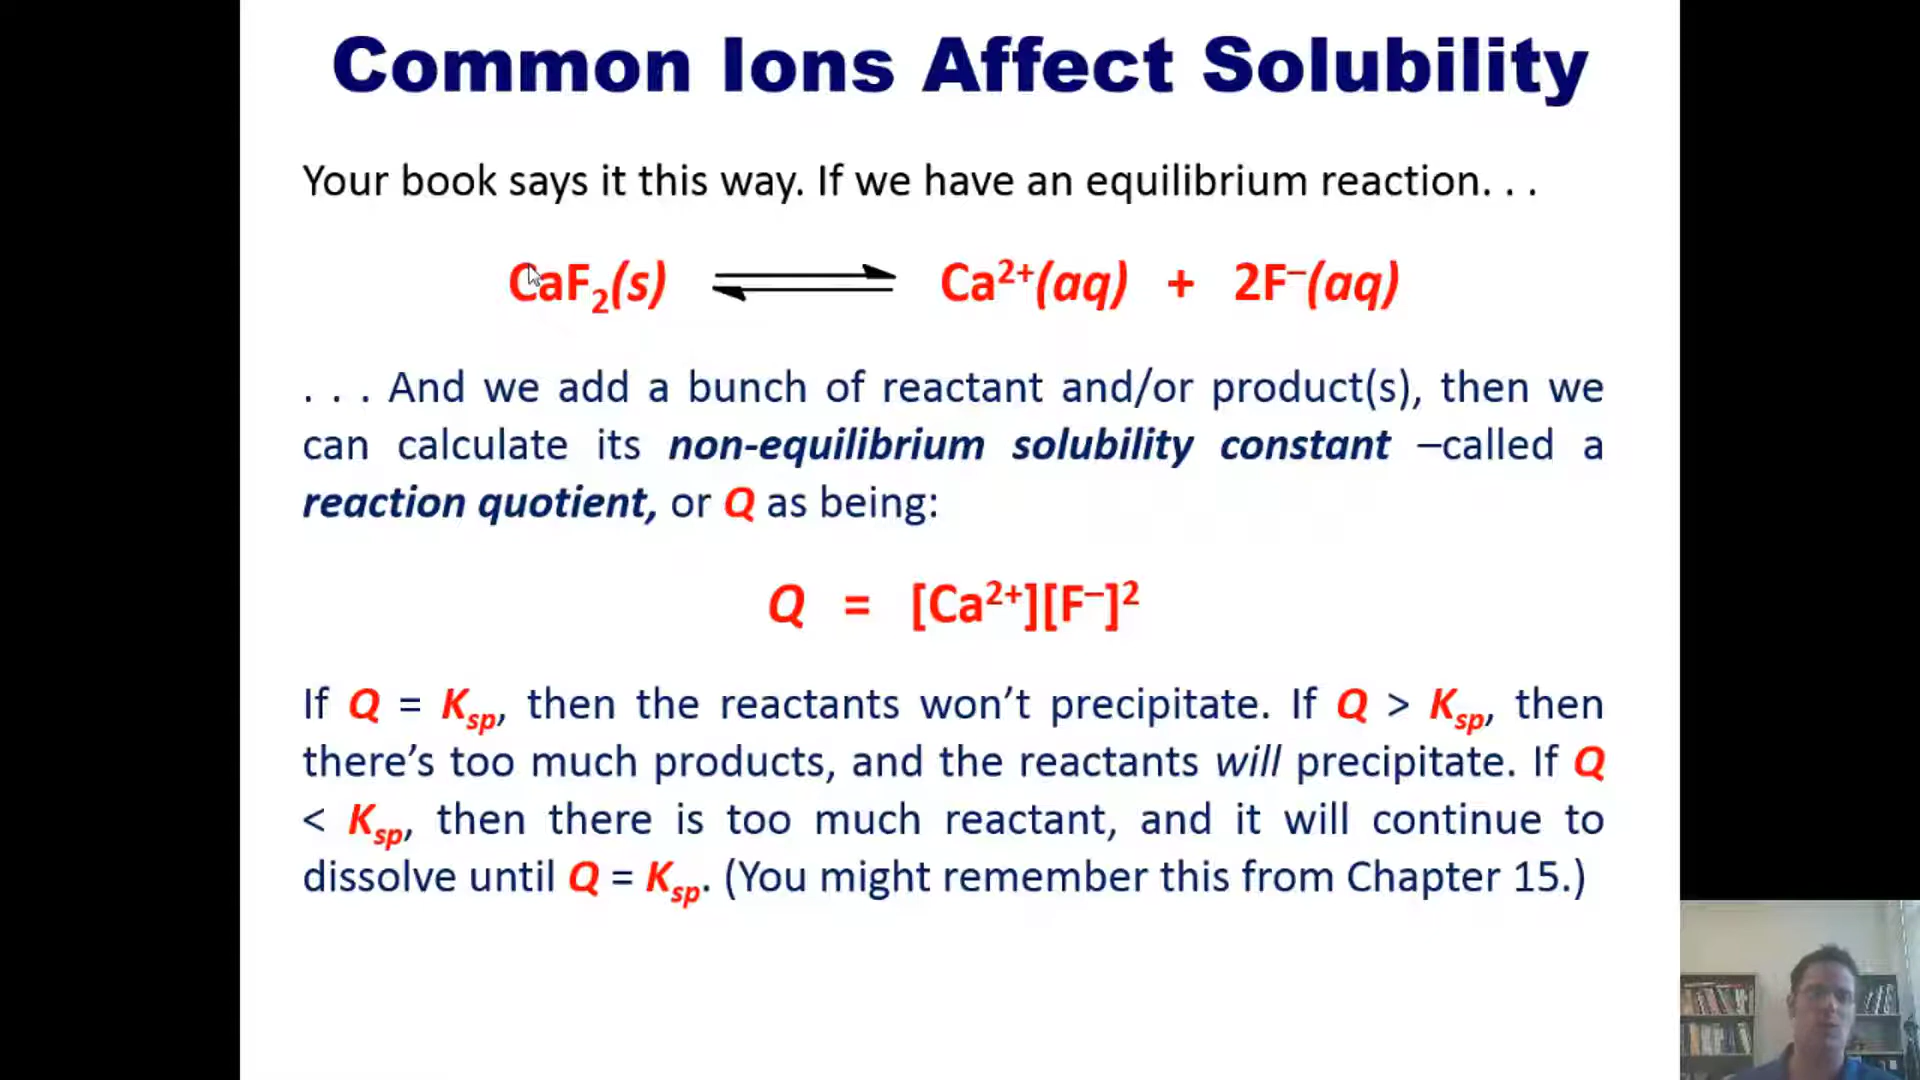 Common Ions Affect Solubility
Your book says it this way. If we have an equilibrium reaction. . .
CaF₂(s) ⇌ Ca²⁺(aq) + 2F⁻(aq)
. . . And we add a bunch of reactant and/or product(s), then we
can calculate its non-equilibrium solubility constant –called a
reaction quotient, or Q as being:
Q = [Ca²⁺][F⁻]²
If Q = Ksp, then the reactants won’t precipitate. If Q > Ksp, then
there’s too much products, and the reactants will precipitate. If Q
< Ksp, then there is too much reactant, and it will continue to
dissolve until Q = Ksp. (You might remember this from Chapter 15.)